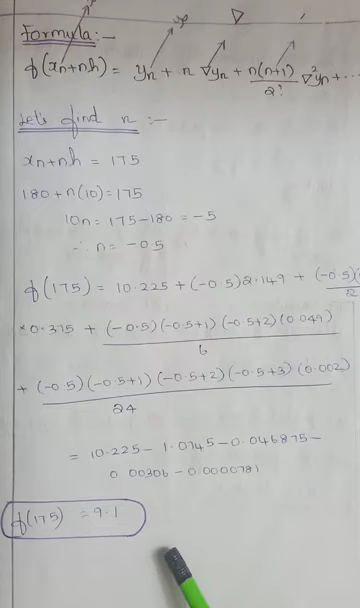 Formula:-
f(xn+nh) = yn + n ∇yn + n(n+1)/2! ∇²yn + ...
Let's find n :-
xn+nh = 175
180 + n(10) = 175
10n = 175-180 = -5
∴ n = -0.5
f(175) = 10.225 + (-0.5)2.149 + (-0.5)
×0.375 + (-0.5)(-0.5+1)(-0.5+2)(0.049)/6
+ (-0.5)(-0.5+1)(-0.5+2)(-0.5+3)(0.002)/24
= 10.225 - 1.0745 - 0.046875 -
0.00306 - 0.0000781
f(175) = 9.1